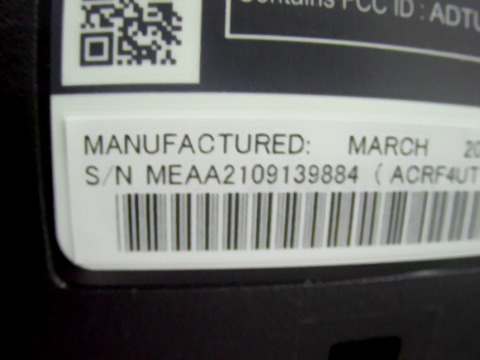 Contains FCC ID : ADTU
MANUFACTURED: MARCH 20
S/N MEAA2109139884 ( ACRF4UT